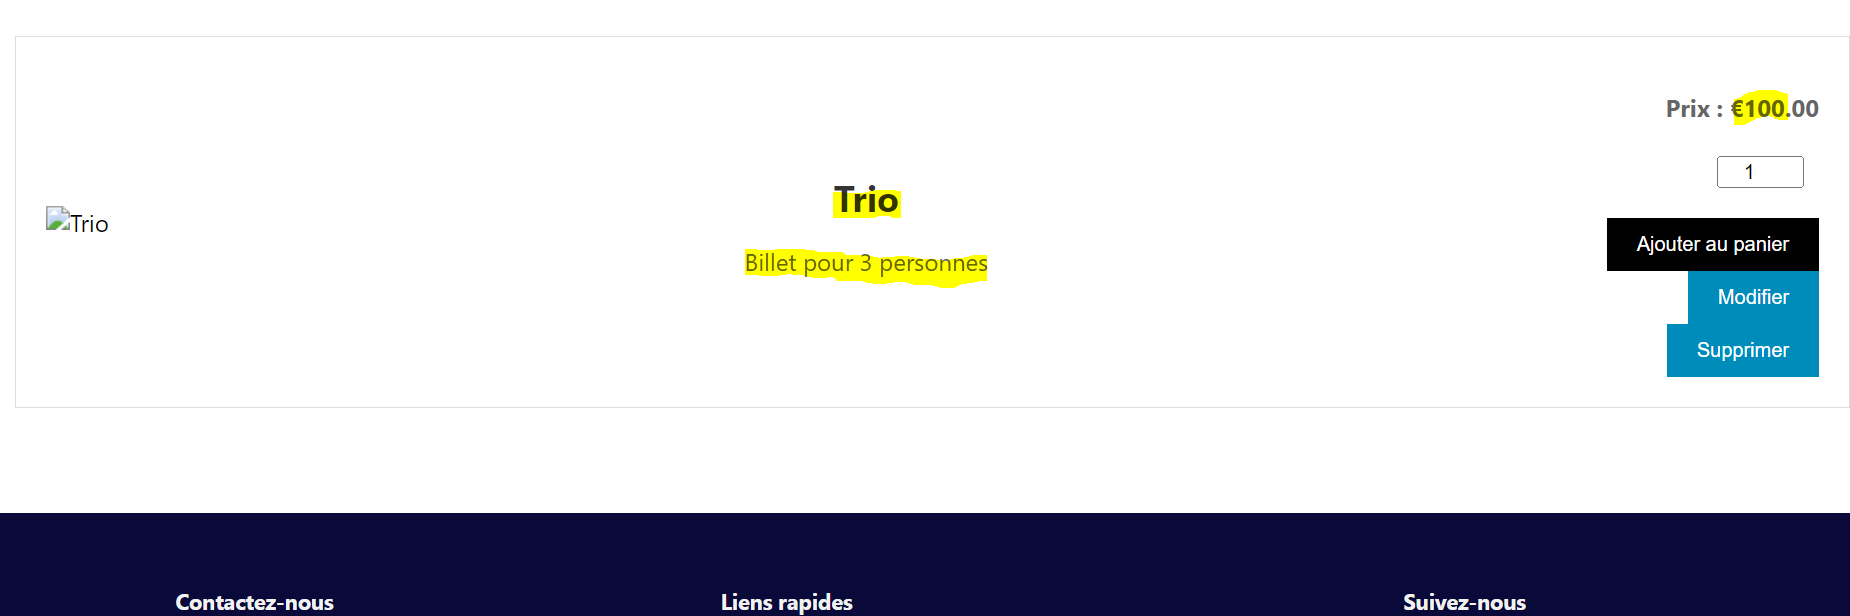 Prix : €100.00
1
Trio
Trio
Billet pour 3 personnes
Ajouter au panier
Modifier
Supprimer
Contactez-nous
Liens rapides
Suivez-nous